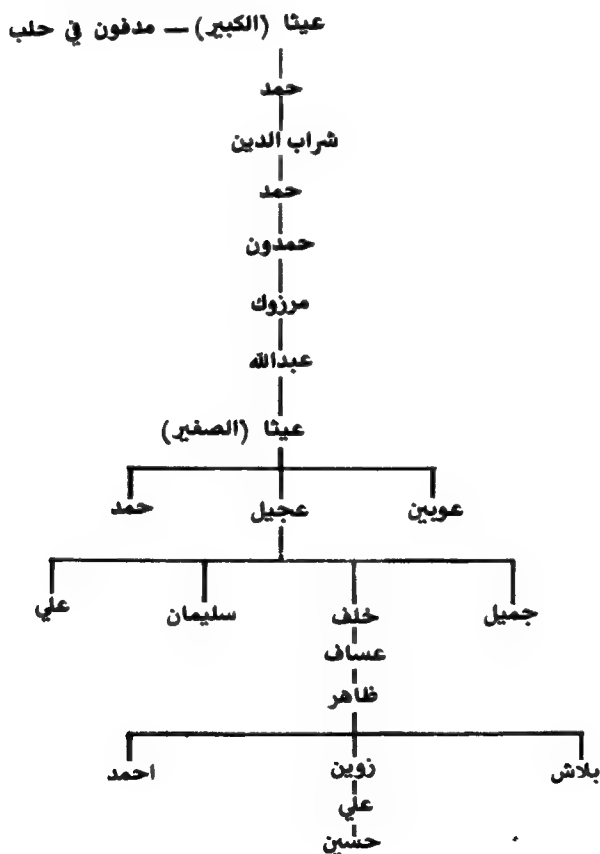 عيثا (الكبير) — مدفون في حلب
حمد
شراب الدين
حمد
حمدون
مرزوك
عبدالله
عيثا (الصغير)
عوبين عجيل حمد
جميل خلف سليمان علي
عساف
ظاهر
بلاش زوين احمد
علي
حسين